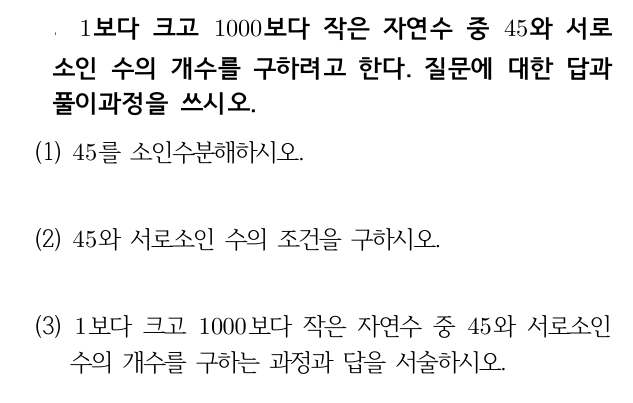 1보다 크고 1000보다 작은 자연수 중 45와 서로
소인 수의 개수를 구하려고 한다. 질문에 대한 답과
풀이과정을 쓰시오.
(1) 45를 소인수분해하시오.
(2) 45와 서로소인 수의 조건을 구하시오.
(3) 1보다 크고 1000보다 작은 자연수 중 45와 서로소인
수의 개수를 구하는 과정과 답을 서술하시오.